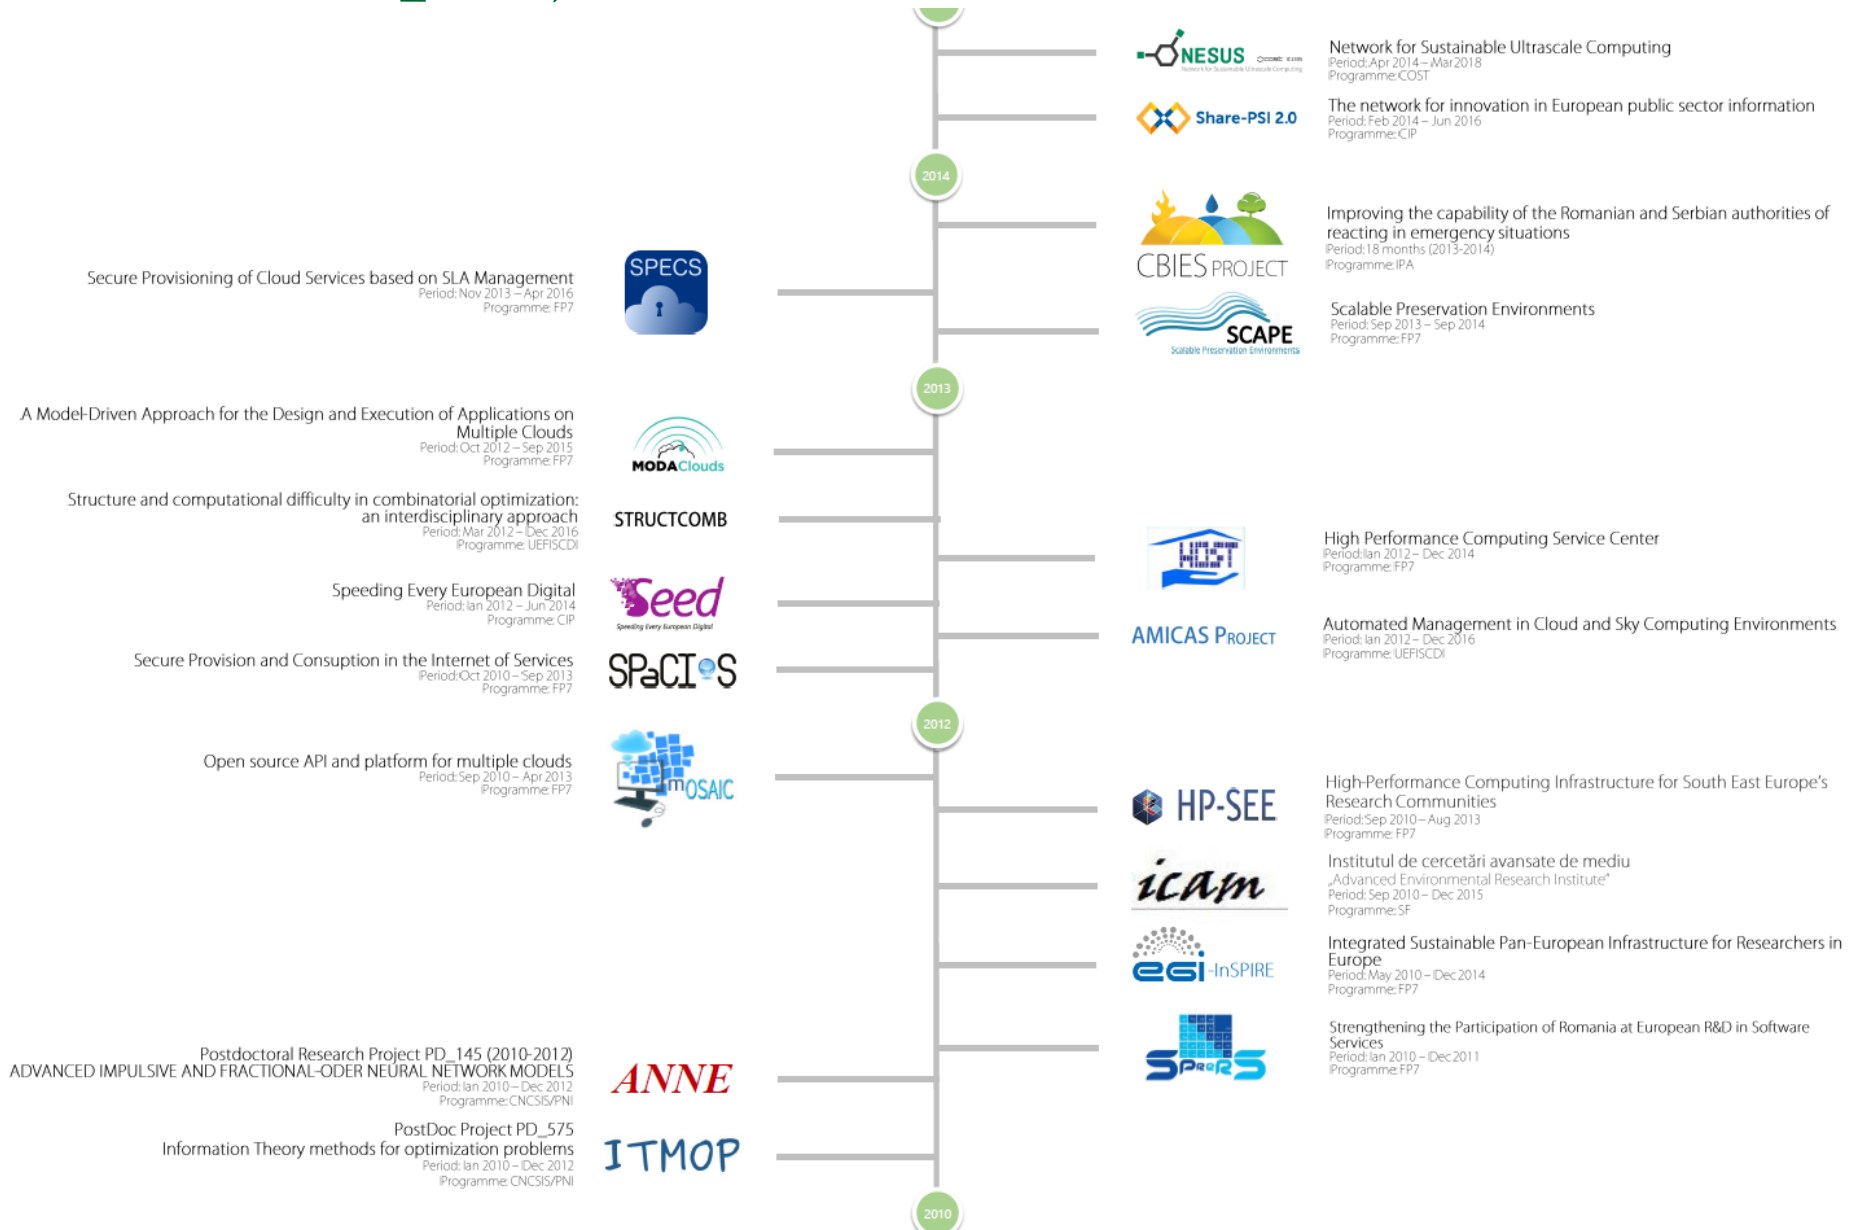 NESUS
Network for Sustainable Ultrascale Computing
Network for Sustainable Ultrascale Computing
Period: Apr 2014 – Mar 2018
Programme: COST
Share-PSI 2.0
The network for innovation in European public sector information
Period: Feb 2014 – Jun 2016
Programme: CIP
2014
CBIES PROJECT
Improving the capability of the Romanian and Serbian authorities of
reacting in emergency situations
Period: 18 months (2013-2014)
Programme: IPA
Secure Provisioning of Cloud Services based on SLA Management
Period: Nov 2013 – Apr 2016
Programme: FP7
SPECS
SCAPE
Scalable Preservation Environments
Scalable Preservation Environments
Period: Sep 2013 – Sep 2014
Programme: FP7
2013
A Model-Driven Approach for the Design and Execution of Applications on
Multiple Clouds
Period: Oct 2012 – Sep 2015
Programme: FP7
MODAClouds
Structure and computational difficulty in combinatorial optimization:
an interdisciplinary approach
Period: Mar 2012 – Dec 2016
Programme: UEFISCDI
STRUCTCOMB
HOST
High Performance Computing Service Center
Period: Ian 2012 – Dec 2014
Programme: FP7
Speeding Every European Digital
Period: Ian 2012 – Jun 2014
Programme: CIP
Seed
Speeding Every European Digital
AMICAS PROJECT
Automated Management in Cloud and Sky Computing Environments
Period: Ian 2012 – Dec 2016
Programme: UEFISCDI
Secure Provision and Consuption in the Internet of Services
Period: Oct 2010 – Sep 2013
Programme: FP7
SPaCIoS
2012
Open source API and platform for multiple clouds
Period: Sep 2010 – Apr 2013
Programme: FP7
mOSAIC
HP-SEE
High-Performance Computing Infrastructure for South East Europe's
Research Communities
Period: Sep 2010 – Aug 2013
Programme: FP7
icam
Institutul de cercetări avansate de mediu
„Advanced Environmental Research Institute"
Period: Sep 2010 – Dec 2015
Programme: SF
egi-InSPIRE
Integrated Sustainable Pan-European Infrastructure for Researchers in
Europe
Period: May 2010 – Dec 2014
Programme: FP7
SPRERS
Strengthening the Participation of Romania at European R&D in Software
Services
Period: Ian 2010 – Dec 2011
Programme: FP7
Postdoctoral Research Project PD_145 (2010-2012)
ADVANCED IMPULSIVE AND FRACTIONAL-ODER NEURAL NETWORK MODELS
Period: Ian 2010 – Dec 2012
Programme: CNCSIS/PNI
ANNE
PostDoc Project PD_575
Information Theory methods for optimization problems
Period: Ian 2010 – Dec 2012
Programme: CNCSIS/PNI
ITMOP
2010